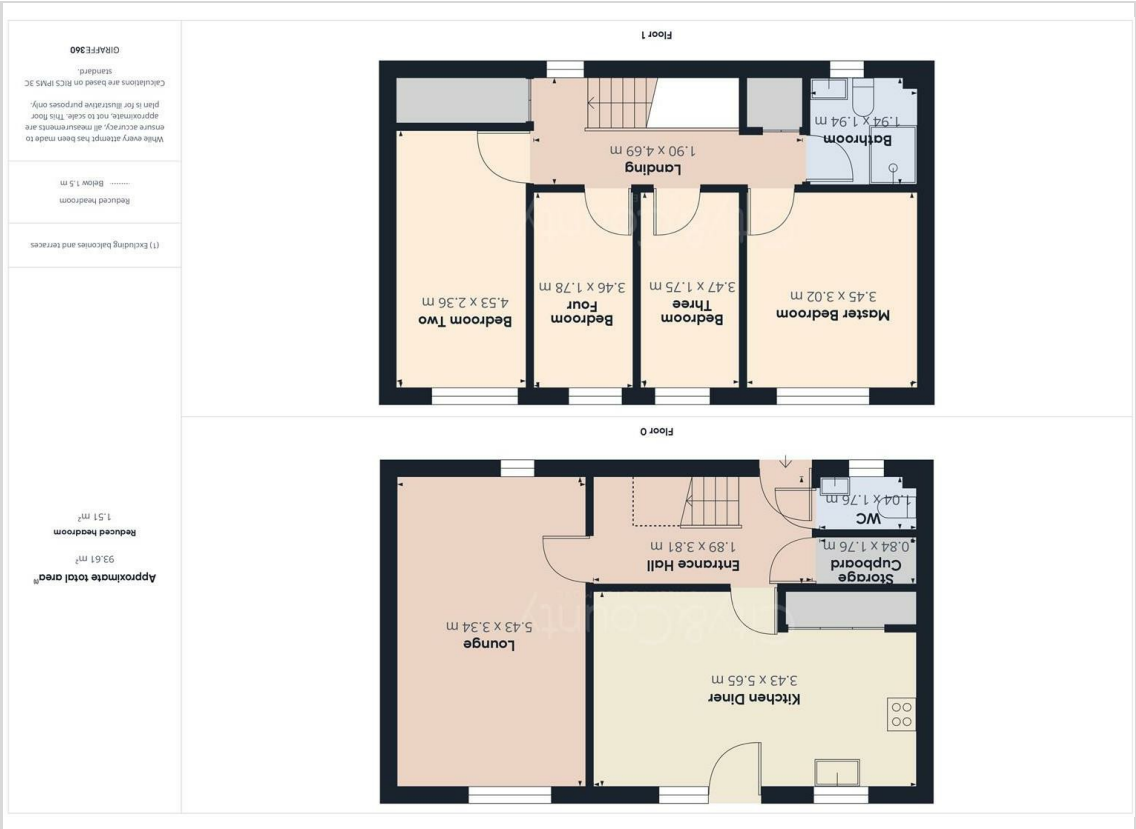 Kitchen Diner
3.43 x 5.65 m
Lounge
5.43 x 3.34 m
City&County
Storage
Cupboard
0.84 x 1.76 m
Entrance Hall
1.89 x 3.81 m
WC
1.04 x 1.76 m
Floor 0
Master Bedroom
3.45 x 3.02 m
Bedroom
Three
3.47 x 1.75 m
Bedroom
Four
3.46 x 1.78 m
Bedroom Two
4.53 x 2.36 m
Bathroom
1.94 x 1.94 m
Landing
1.90 x 4.69 m
Floor 1
Approximate total area(1)
93.61 m²
Reduced headroom
1.51 m²
(1) Excluding balconies and terraces
Reduced headroom
Below 1.5 m
While every attempt has been made to
ensure accuracy, all measurements are
approximate, not to scale. This floor
plan is for illustrative purposes only.
Calculations are based on RICS IPMS 3C
standard.
GIRAFFE360